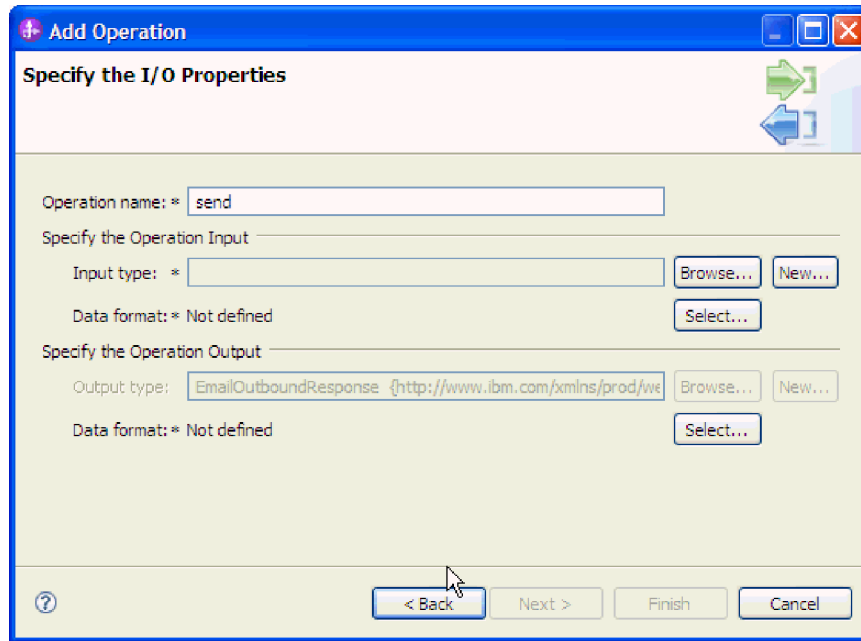 Add Operation
Specify the I/O Properties
Operation name: * send
Specify the Operation Input
Input type: * Browse... New...
Data format: * Not defined Select...
Specify the Operation Output
Output type: EmailOutboundResponse {http://www.ibm.com/xmlns/prod/we Browse... New...
Data format: * Not defined Select...
? < Back Next > Finish Cancel